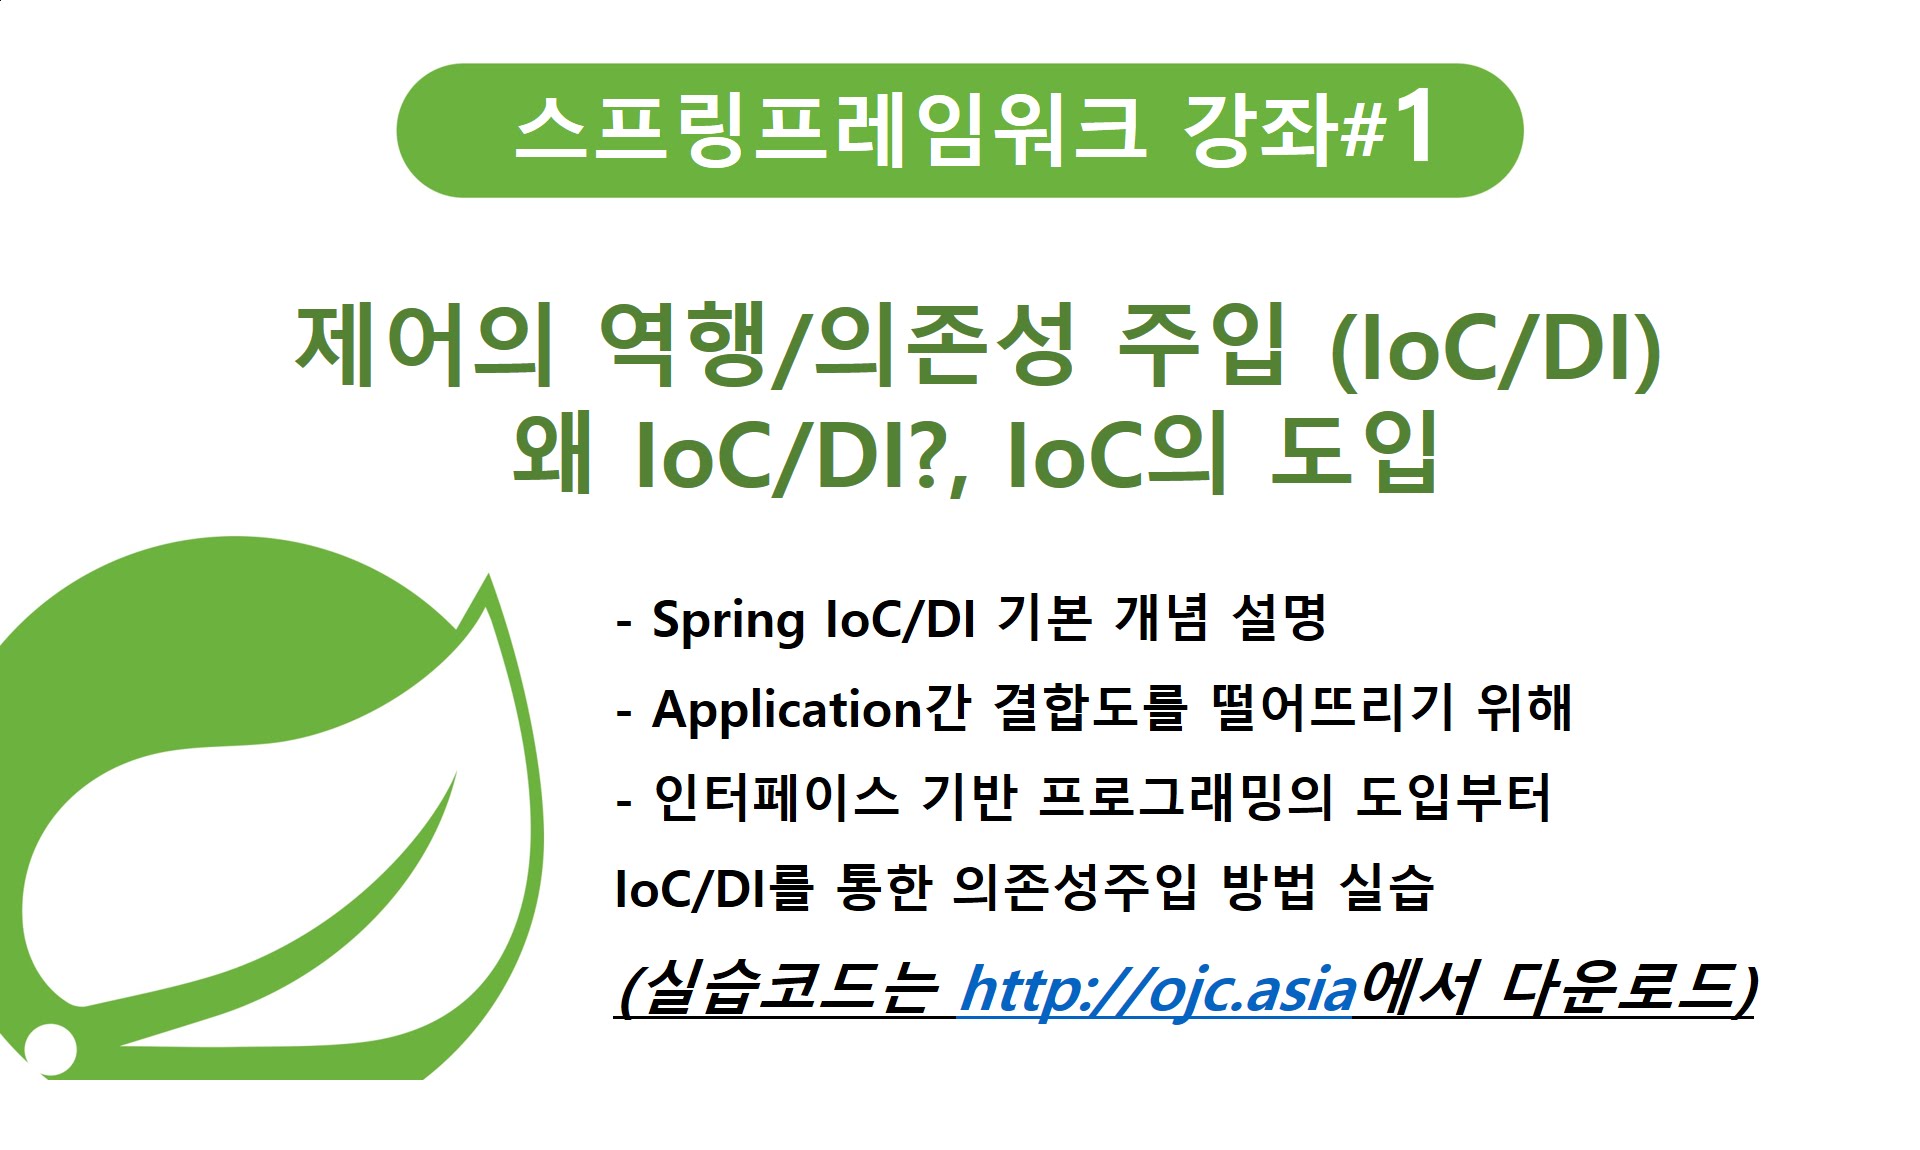 스프링프레임워크 강좌#1
제어의 역행/의존성 주입 (IoC/DI)
왜 IoC/DI?, IoC의 도입
- Spring IoC/DI 기본 개념 설명
- Application간 결합도를 떨어뜨리기 위해
- 인터페이스 기반 프로그래밍의 도입부터
IoC/DI를 통한 의존성주입 방법 실습
(실습코드는 http://ojc.asia에서 다운로드)